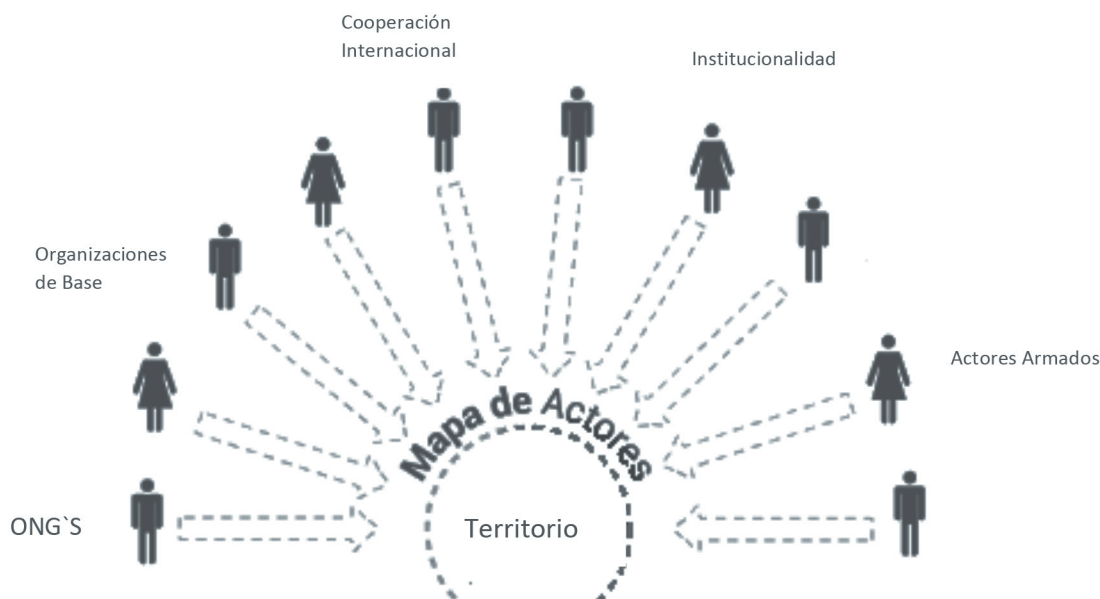 Cooperación
Internacional
Institucionalidad
Organizaciones
de Base
Actores Armados
Mapa de Actores
ONG`S
Territorio